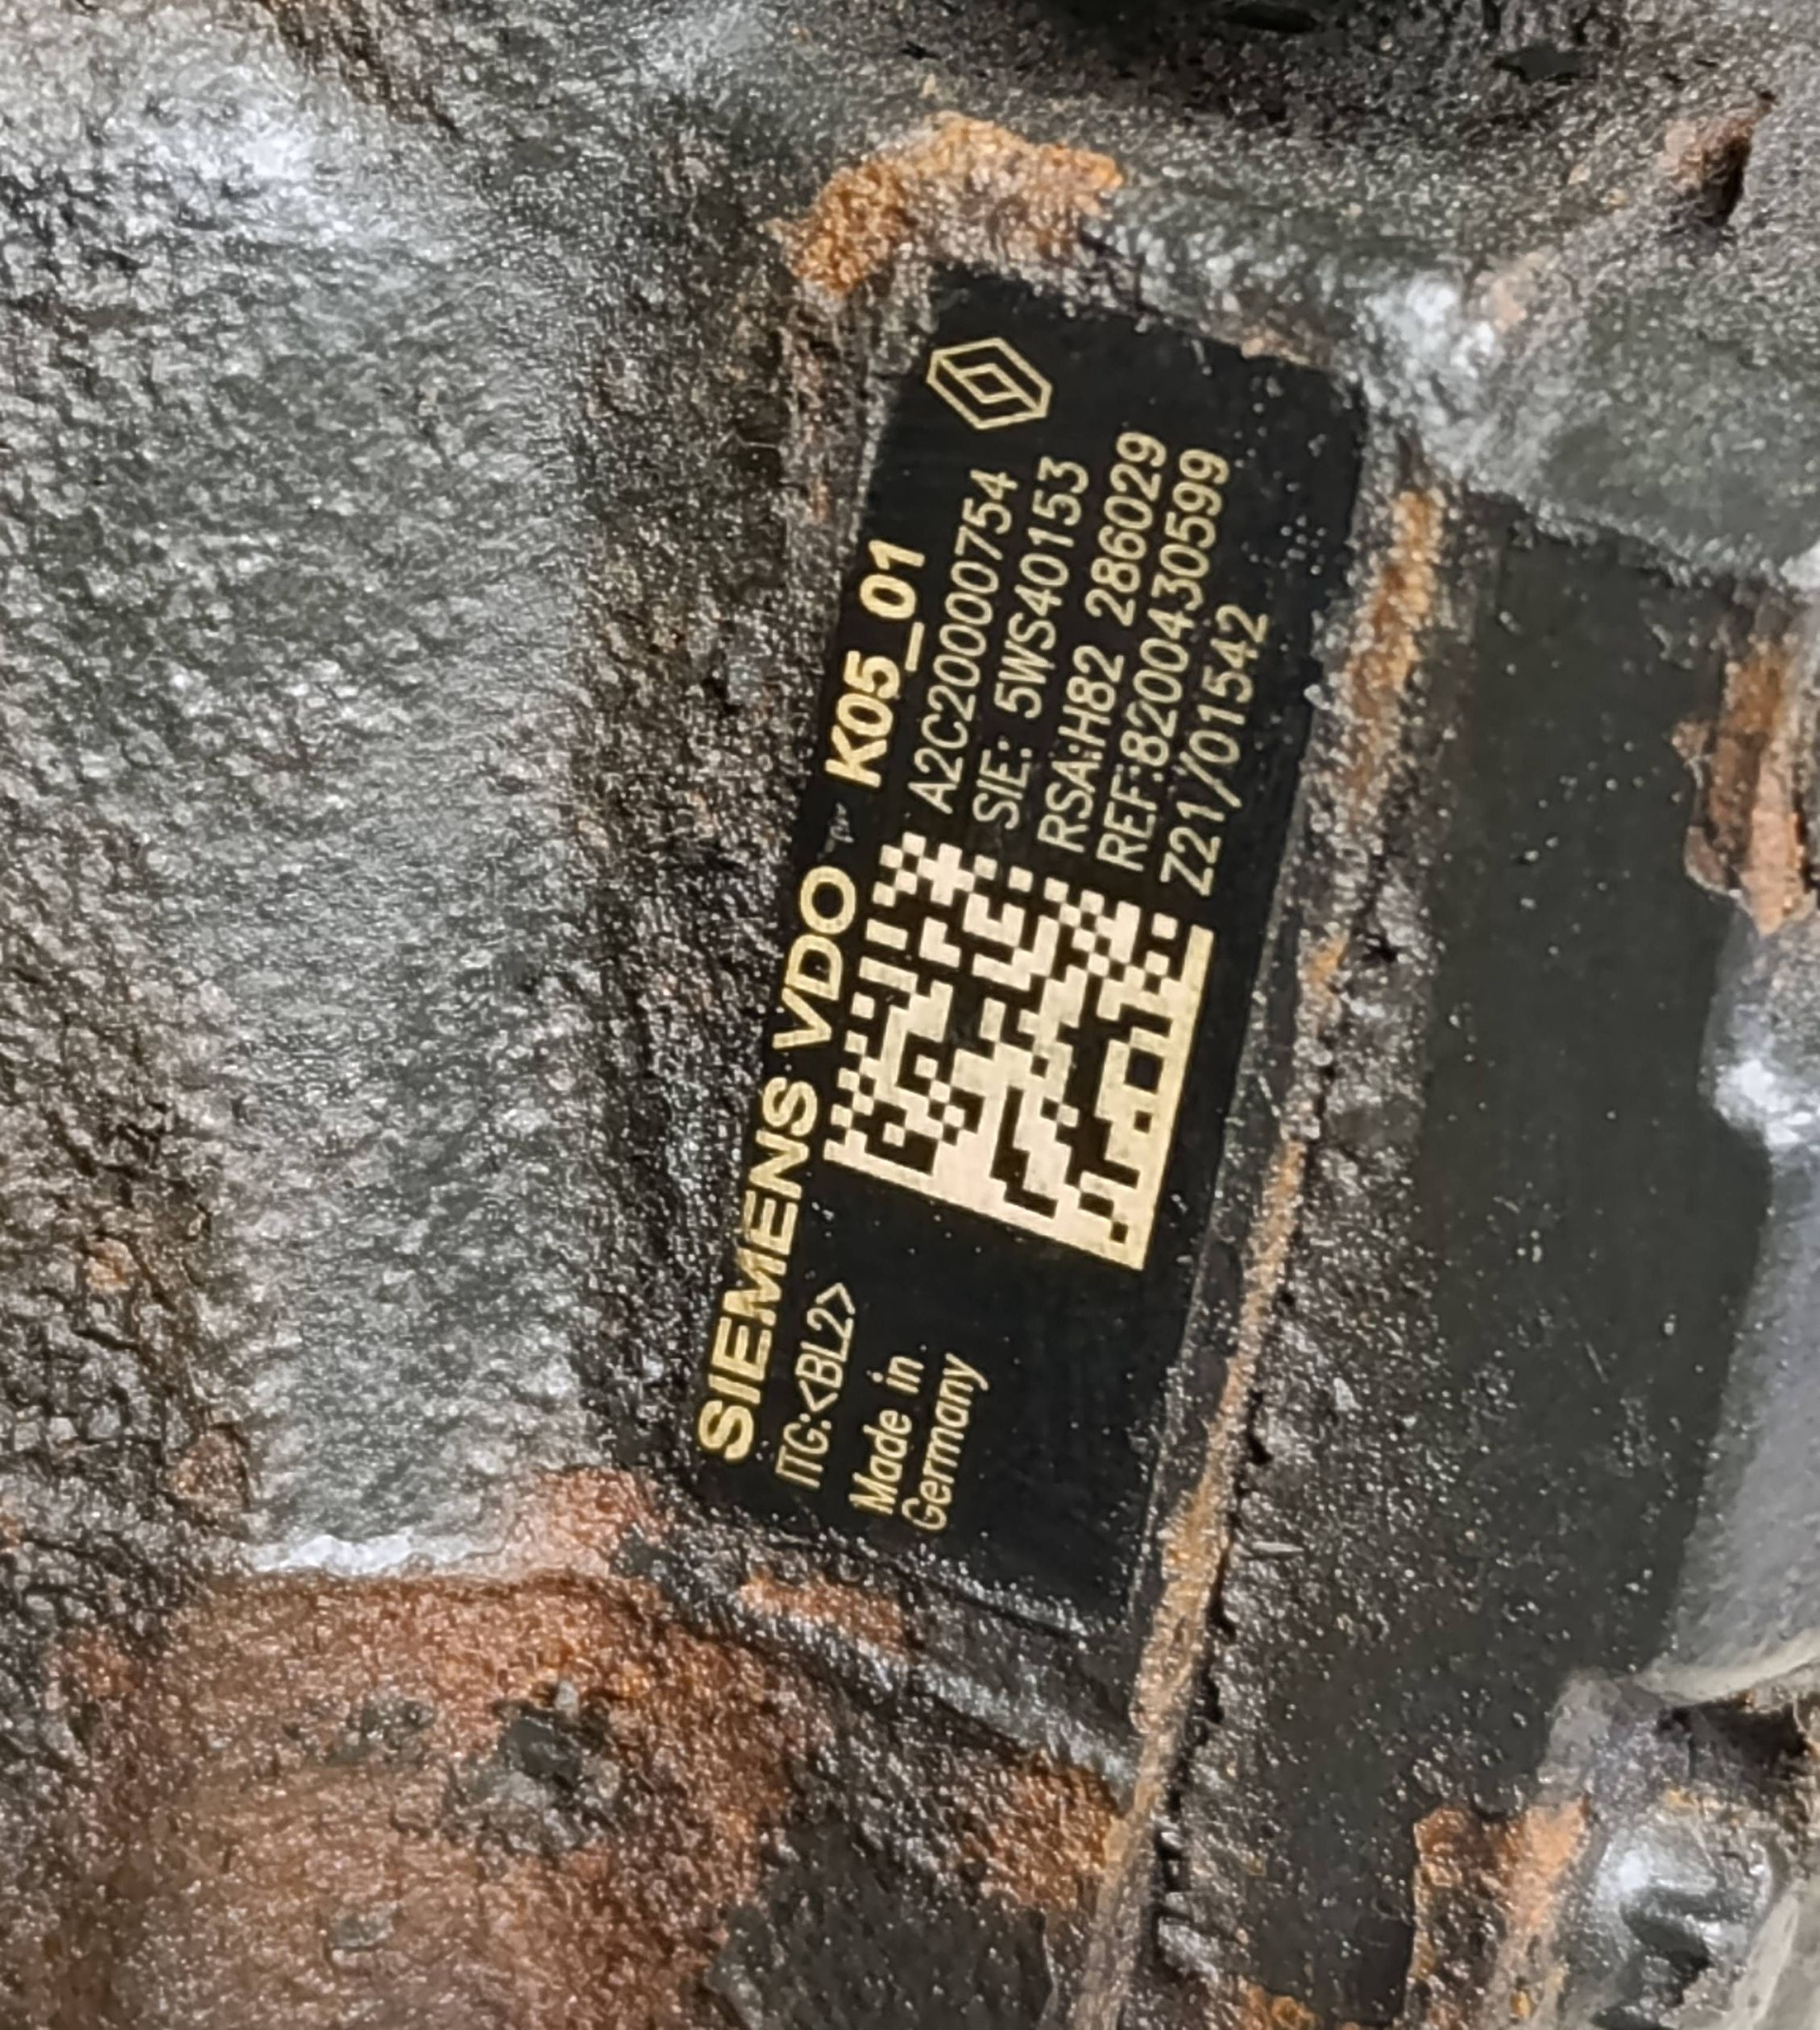 SIEMENS VDO K05_01
ITG:<BL2>
Made in
Germany
A2C20000754
SIE: 5WS40153
RSA:H82 286029
REF:8200430599
Z21/01542